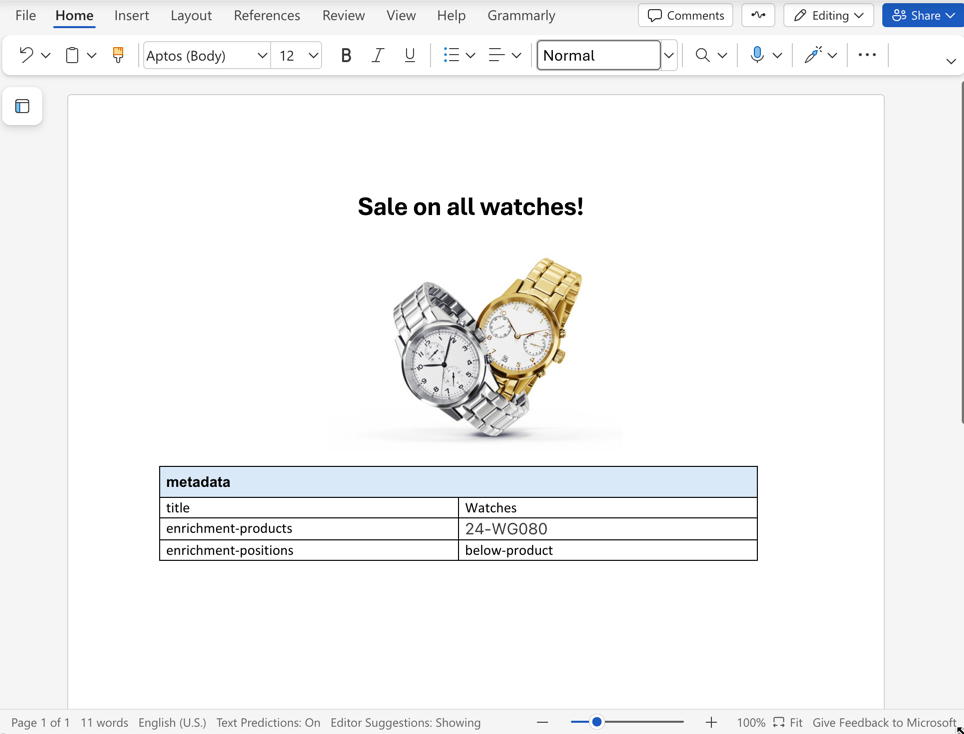 File Home Insert Layout References Review View Help Grammarly Comments Editing Share
Aptos (Body) 12 B I U Normal
Sale on all watches!
metadata
title Watches
enrichment-products 24-WG080
enrichment-positions below-product
Page 1 of 1 11 words English (U.S.) Text Predictions: On Editor Suggestions: Showing 100% Fit Give Feedback to Microsoft